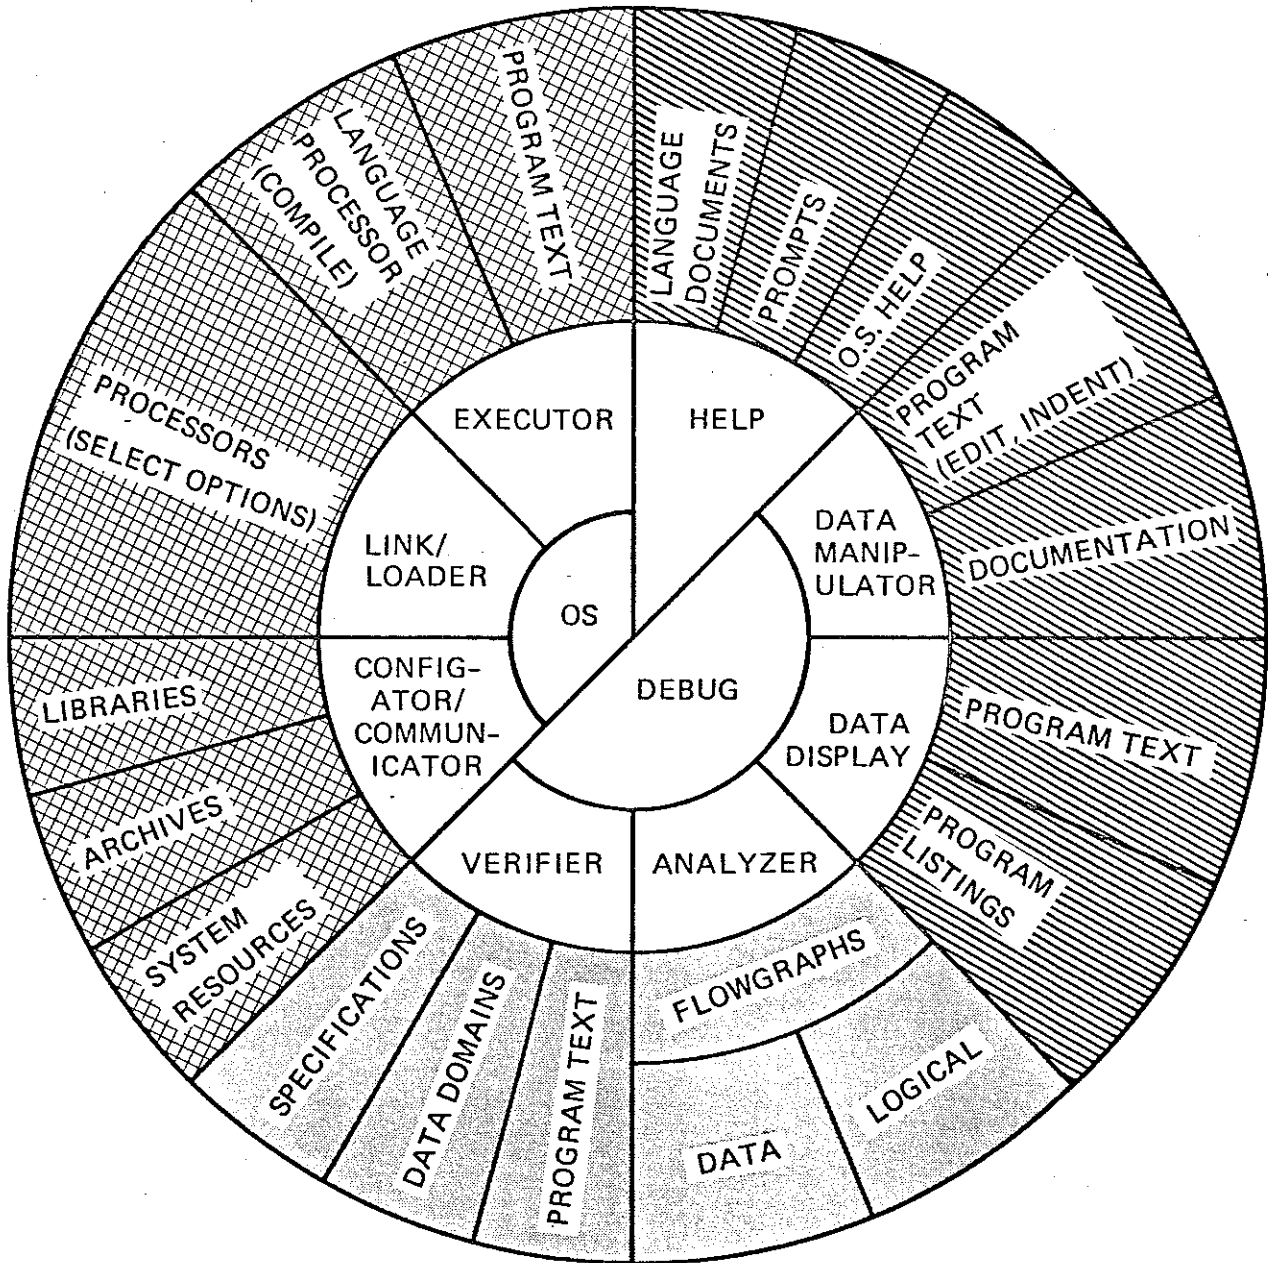 PROGRAM TEXT
LANGUAGE
PROCESSOR
(COMPILE)
PROCESSORS
(SELECT OPTIONS)
LANGUAGE
DOCUMENTS
PROMPTS
O.S. HELP
PROGRAM
TEXT
(EDIT, INDENT)
DOCUMENTATION
EXECUTOR
HELP
LINK/
LOADER
OS
DATA
MANIP-
ULATOR
CONFIG-
ATOR/
COMMUN-
ICATOR
DEBUG
DATA
DISPLAY
VERIFIER
ANALYZER
LIBRARIES
ARCHIVES
SYSTEM
RESOURCES
PROGRAM TEXT
PROGRAM
LISTINGS
SPECIFICATIONS
DATA DOMAINS
PROGRAM TEXT
FLOWGRAPHS
DATA
LOGICAL